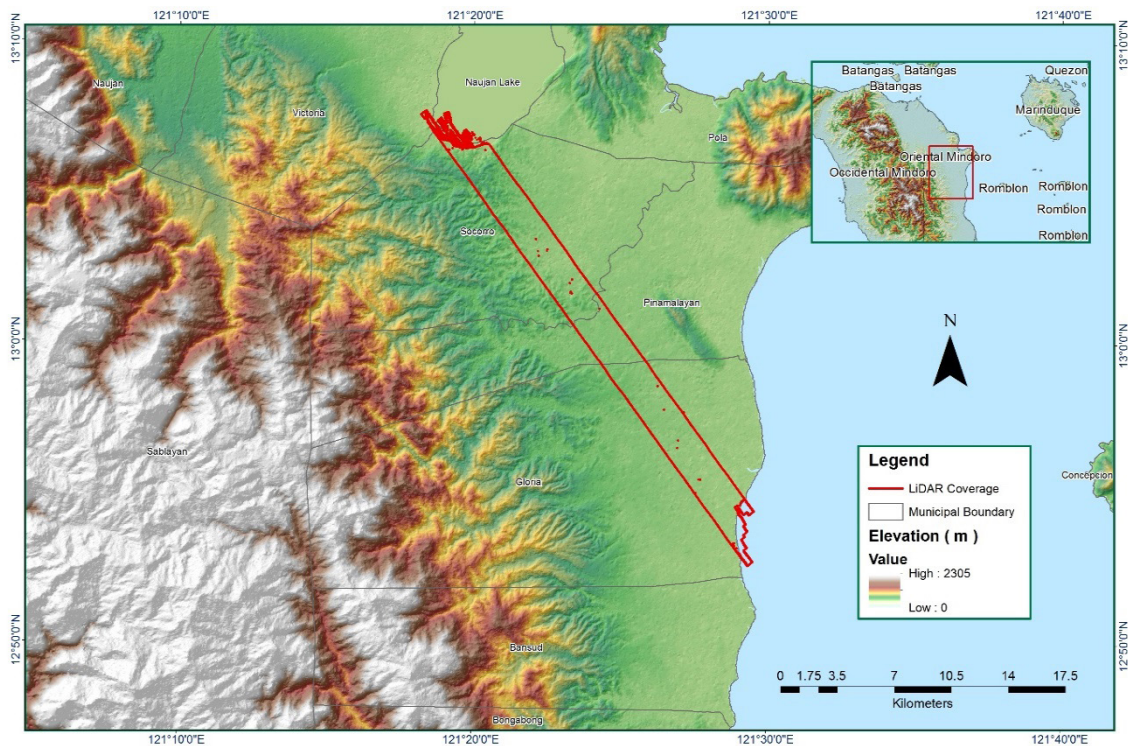 121°10'0"E
121°20'0"E
121°30'0"E
121°40'0"E
13°10'0"N
13°10'0"N
Naujan
Naujan Lake
Victoria
Pola
Socorro
Pinamalayan
Sablayan
Gloria
Bansud
Bongabong
Concepcion
13°0'0"N
13°0'0"N
12°50'0"N
12°50'0"N
Batangas
Batangas
Batangas
Quezon
Marinduque
Oriental Mindoro
Occidental Mindoro
Romblon
Romblon
Romblon
Romblon
N
Legend
LiDAR Coverage
Municipal Boundary
Elevation ( m )
Value
High : 2305
Low : 0
0 1.75 3.5 7 10.5 14 17.5
Kilometers
121°10'0"E
121°20'0"E
121°30'0"E
121°40'0"E